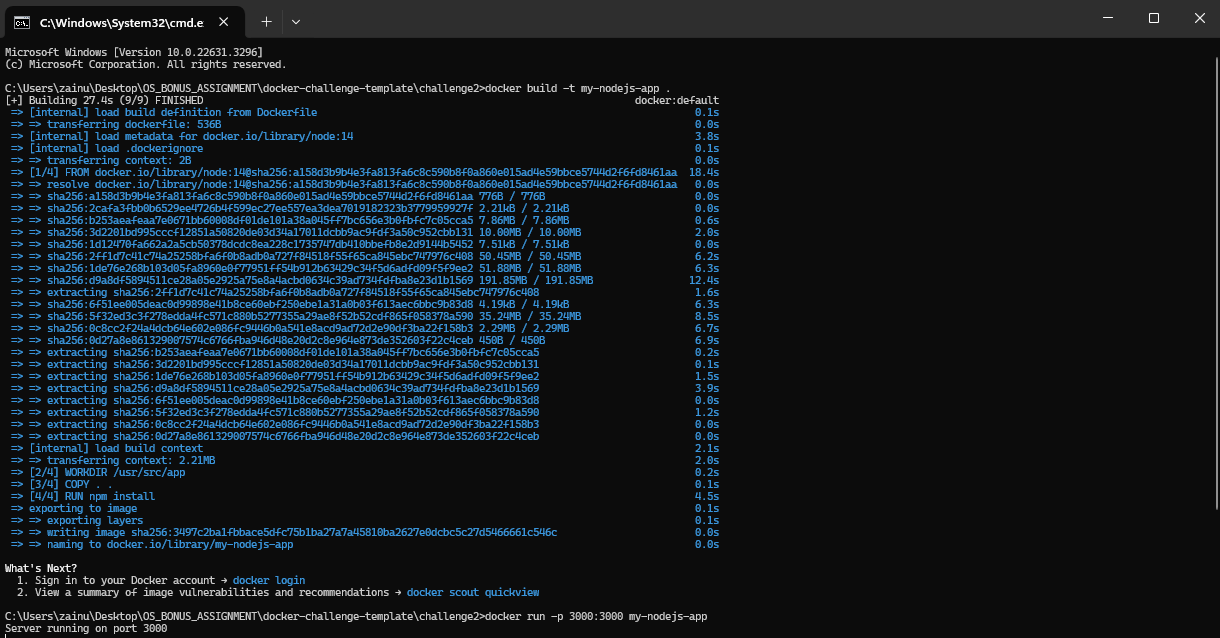 C:\Windows\System32\cmd.e
Microsoft Windows [Version 10.0.22631.3296]
(c) Microsoft Corporation. All rights reserved.
C:\Users\zainu\Desktop\OS_BONUS_ASSIGNMENT\docker-challenge-template\challenge2>docker build -t my-nodejs-app .
[+] Building 27.4s (9/9) FINISHED docker:default
=> [internal] load build definition from Dockerfile 0.1s
=> => transferring dockerfile: 536B 0.0s
=> [internal] load metadata for docker.io/library/node:14 3.8s
=> [internal] load .dockerignore 0.1s
=> => transferring context: 2B 0.0s
=> [1/4] FROM docker.io/library/node:14@sha256:a158d3b9b4e3fa813fa6c8c590b8f0a860e015ad4e59bbce5744d2f6fd8461aa 18.4s
=> => resolve docker.io/library/node:14@sha256:a158d3b9b4e3fa813fa6c8c590b8f0a860e015ad4e59bbce5744d2f6fd8461aa 0.0s
=> => sha256:a158d3b9b4e3fa813fa6c8c590b8f0a860e015ad4e59bbce5744d2f6fd8461aa 776B / 776B 0.0s
=> => sha256:2cafa3fbb0b6529ee4726b4f599ec27ee557ea3dea7019182323b3779959927f 2.21kB / 2.21kB 0.0s
=> => sha256:b253aeafeaa7e0671bb60008df01de101a38a045ff7bc656e3b0fbfc7c05cca5 7.86MB / 7.86MB 0.6s
=> => sha256:3d2201bd995cccf12851a50820de03d34a17011dcbb9ac9fdf3a50c952cbb131 10.00MB / 10.00MB 2.0s
=> => sha256:1d12470fa662a2a5cb50378dcdc8ea228c1735747db410bbefb8e2d9144b5452 7.51kB / 7.51kB 0.0s
=> => sha256:2ff1d7c41c74a25258bfa6f0b8adb0a727f84518f55f65ca845ebc747976c408 50.45MB / 50.45MB 6.2s
=> => sha256:1de76e268b103d05fa8960e0f77951ff54b912b63429c34f5d6adfd09f5f9ee2 51.88MB / 51.88MB 6.3s
=> => sha256:d9a8df5894511ce28a05e2925a75e8a4acbd0634c39ad734fdfba8e23d1b1569 191.85MB / 191.85MB 12.4s
=> => extracting sha256:2ff1d7c41c74a25258bfa6f0b8adb0a727f84518f55f65ca845ebc747976c408 1.6s
=> => sha256:6f51ee005deac0d99898e41b8ce60ebf250ebe1a31a0b03f613aec6bbc9b83d8 4.19kB / 4.19kB 6.3s
=> => sha256:5f32ed3c3f278edda4fc571c880b5277355a29ae8f52b52cdf865f058378a590 35.24MB / 35.24MB 8.5s
=> => sha256:0c8cc2f24a4dcb64e602e086fc9446b0a541e8acd9ad72d2e90df3ba22f158b3 2.29MB / 2.29MB 6.7s
=> => sha256:0d27a8e861329007574c6766fba946d48e20d2c8e964e873de352603f22c4ceb 450B / 450B 6.9s
=> => extracting sha256:b253aeafeaa7e0671bb60008df01de101a38a045ff7bc656e3b0fbfc7c05cca5 0.2s
=> => extracting sha256:3d2201bd995cccf12851a50820de03d34a17011dcbb9ac9fdf3a50c952cbb131 0.1s
=> => extracting sha256:1de76e268b103d05fa8960e0f77951ff54b912b63429c34f5d6adfd09f5f9ee2 1.5s
=> => extracting sha256:d9a8df5894511ce28a05e2925a75e8a4acbd0634c39ad734fdfba8e23d1b1569 3.9s
=> => extracting sha256:6f51ee005deac0d99898e41b8ce60ebf250ebe1a31a0b03f613aec6bbc9b83d8 0.0s
=> => extracting sha256:5f32ed3c3f278edda4fc571c880b5277355a29ae8f52b52cdf865f058378a590 1.2s
=> => extracting sha256:0c8cc2f24a4dcb64e602e086fc9446b0a541e8acd9ad72d2e90df3ba22f158b3 0.0s
=> => extracting sha256:0d27a8e861329007574c6766fba946d48e20d2c8e964e873de352603f22c4ceb 0.0s
=> [internal] load build context 2.1s
=> => transferring context: 2.21MB 2.0s
=> [2/4] WORKDIR /usr/src/app 0.2s
=> [3/4] COPY . . 0.1s
=> [4/4] RUN npm install 4.5s
=> exporting to image 0.1s
=> => exporting layers 0.1s
=> => writing image sha256:3497c2ba1fbbace5dfc75b1ba27a7a45810ba2627e0dcbc5c27d5466661c546c 0.0s
=> => naming to docker.io/library/my-nodejs-app 0.0s
What's Next?
1. Sign in to your Docker account → docker login
2. View a summary of image vulnerabilities and recommendations → docker scout quickview
C:\Users\zainu\Desktop\OS_BONUS_ASSIGNMENT\docker-challenge-template\challenge2>docker run -p 3000:3000 my-nodejs-app
Server running on port 3000